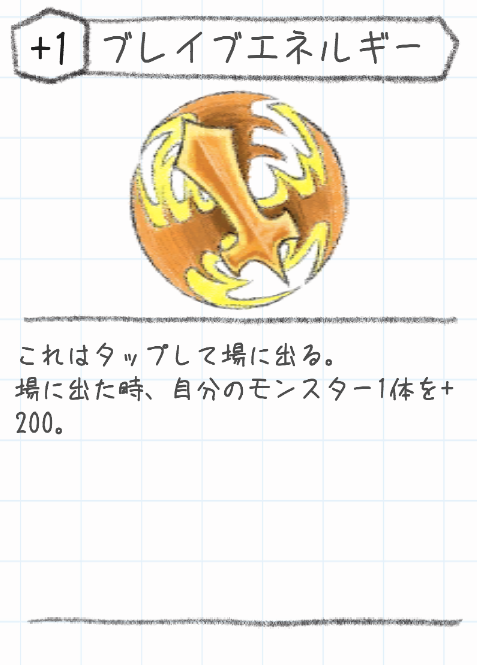 +1 ブレイブエネルギー
これはタップして場に出る。
場に出た時、自分のモンスター1体を+
200。